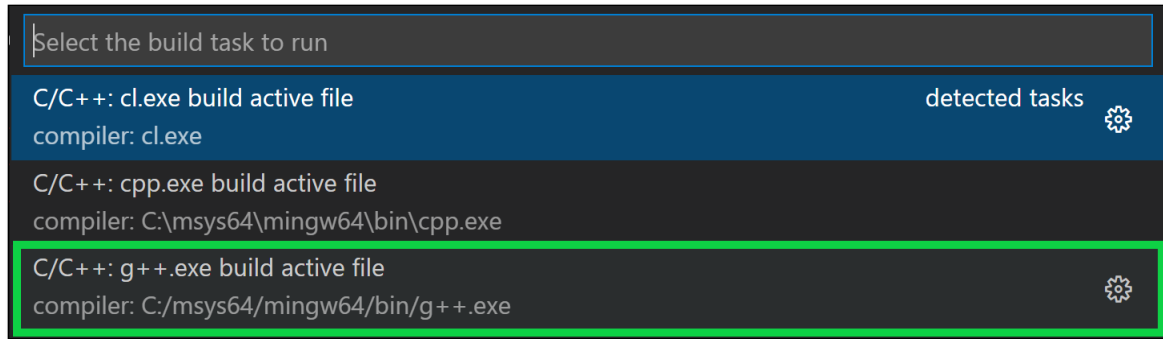 Select the build task to run
C/C++: cl.exe build active file detected tasks
compiler: cl.exe
C/C++: cpp.exe build active file
compiler: C:\msys64\mingw64\bin\cpp.exe
C/C++: g++.exe build active file
compiler: C:/msys64/mingw64/bin/g++.exe